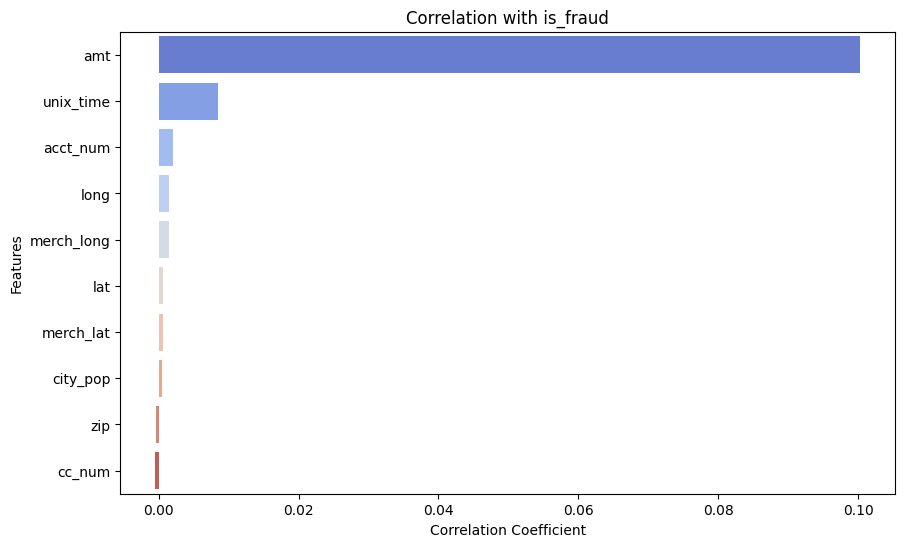 Correlation with is_fraud
amt
unix_time
acct_num
long
merch_long
lat
merch_lat
city_pop
zip
cc_num
Features
0.00 0.02 0.04 0.06 0.08 0.10
Correlation Coefficient